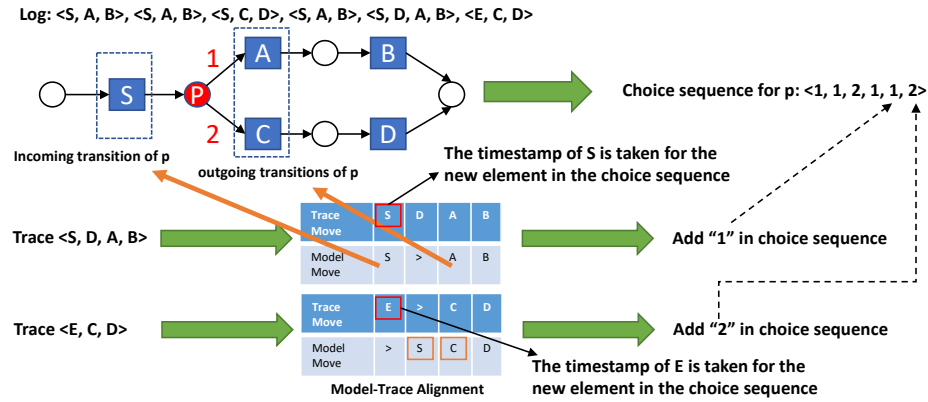 Log: <S, A, B>, <S, A, B>, <S, C, D>, <S, A, B>, <S, D, A, B>, <E, C, D>
1
A
B
S
P
Choice sequence for p: <1, 1, 2, 1, 1, 2>
2
C
D
Incoming transition of p
outgoing transitions of p
The timestamp of S is taken for the
new element in the choice sequence
Trace <S, D, A, B>
Trace Move
S
D
A
B
Model Move
S
>
A
B
Add “1” in choice sequence
Trace <E, C, D>
Trace Move
E
>
C
D
Model Move
>
S
C
D
Add “2” in choice sequence
The timestamp of E is taken for the
new element in the choice sequence
Model-Trace Alignment